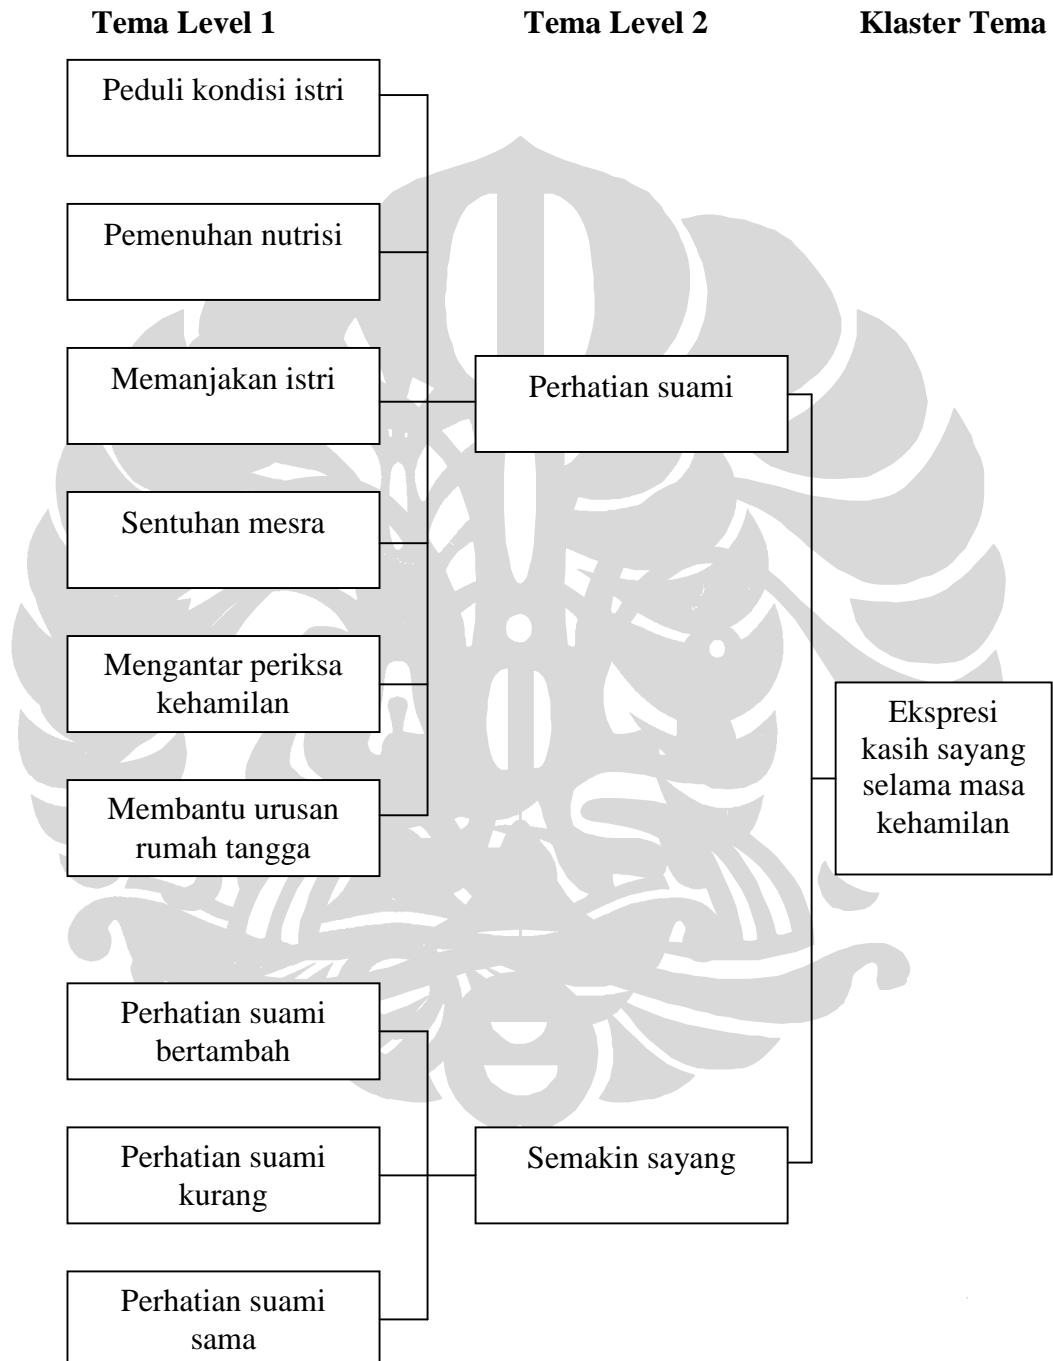 Tema Level 1 Tema Level 2 Klaster Tema
Peduli kondisi istri
Pemenuhan nutrisi
Memanjakan istri
Perhatian suami
Sentuhan mesra
Mengantar periksa
kehamilan
Ekspresi
kasih sayang
selama masa
kehamilan
Membantu urusan
rumah tangga
Perhatian suami
bertambah
Perhatian suami
kurang
Semakin sayang
Perhatian suami
sama